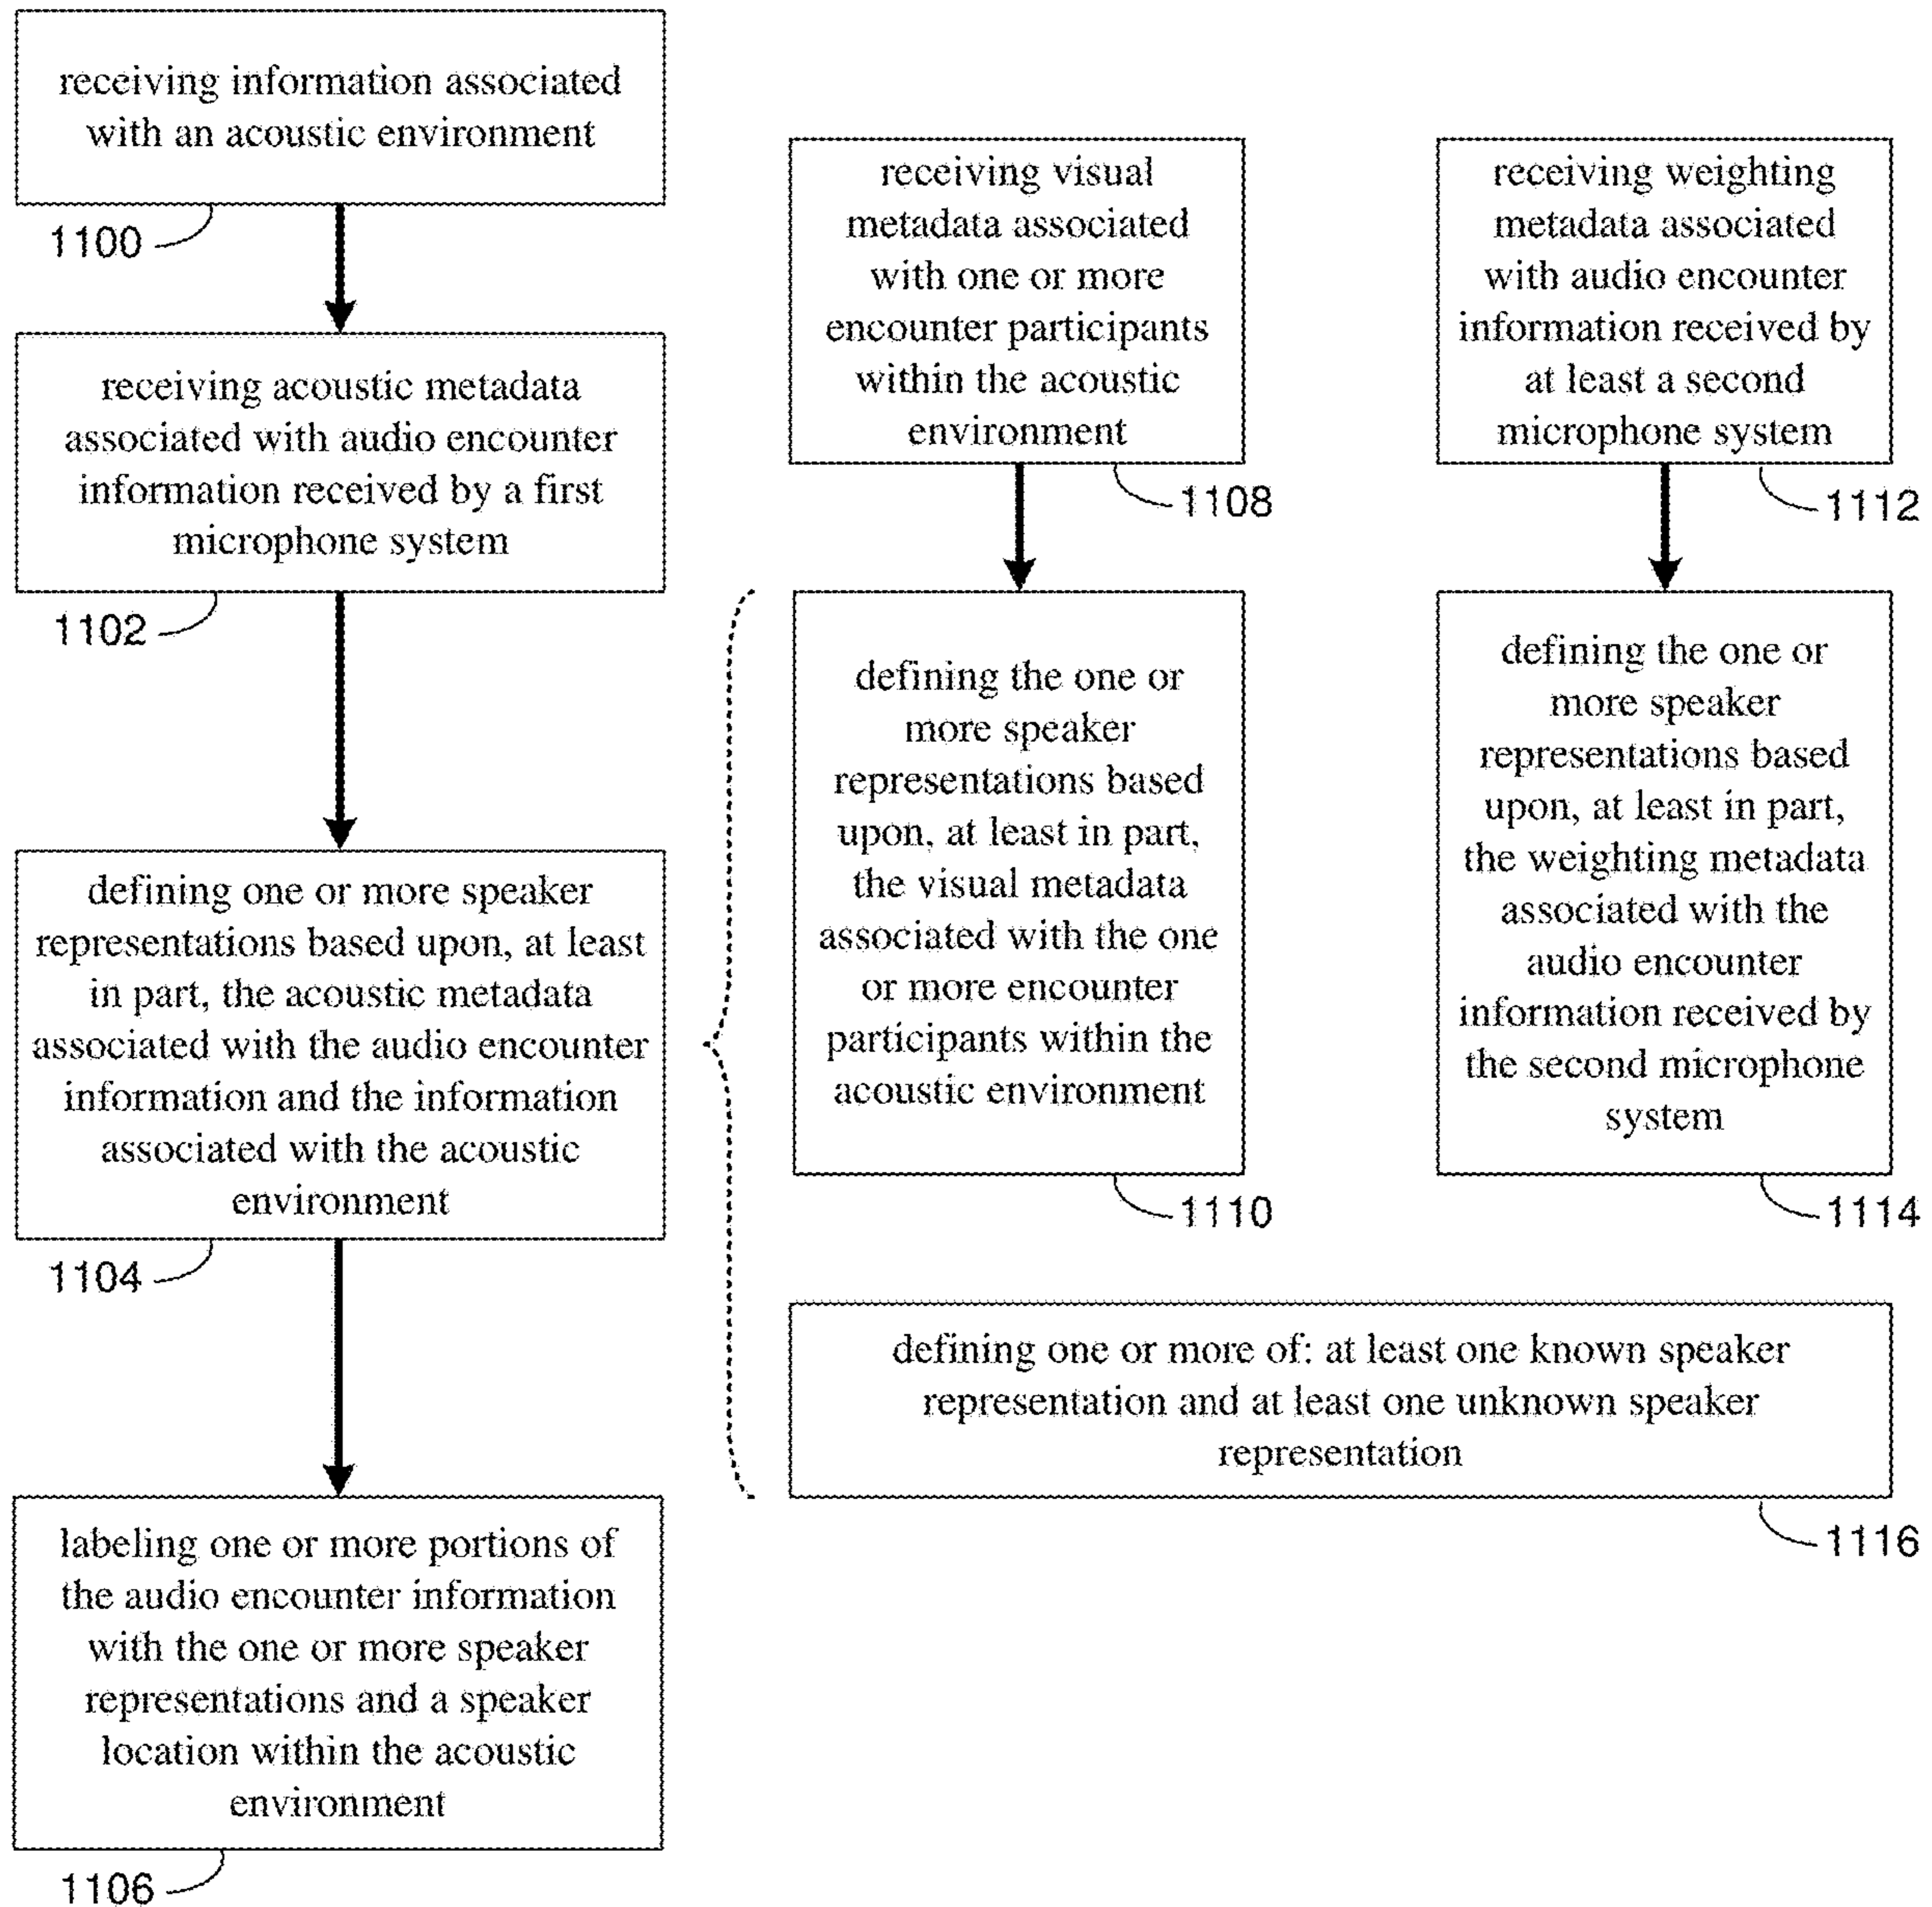 receiving information associated
with an acoustic environment
1100
receiving acoustic metadata
associated with audio encounter
information received by a first
microphone system
1102
defining one or more speaker
representations based upon, at least
in part, the acoustic metadata
associated with the audio encounter
information and the information
associated with the acoustic
environment
1104
labeling one or more portions of
the audio encounter information
with the one or more speaker
representations and a speaker
location within the acoustic
environment
1106
receiving visual
metadata associated
with one or more
encounter participants
within the acoustic
environment
1108
defining the one or
more speaker
representations based
upon, at least in part,
the visual metadata
associated with the one
or more encounter
participants within the
acoustic environment
1110
receiving weighting
metadata associated
with audio encounter
information received by
at least a second
microphone system
1112
defining the one or
more speaker
representations based
upon, at least in part,
the weighting metadata
associated with the
audio encounter
information received by
the second microphone
system
1114
defining one or more of: at least one known speaker
representation and at least one unknown speaker
representation
1116